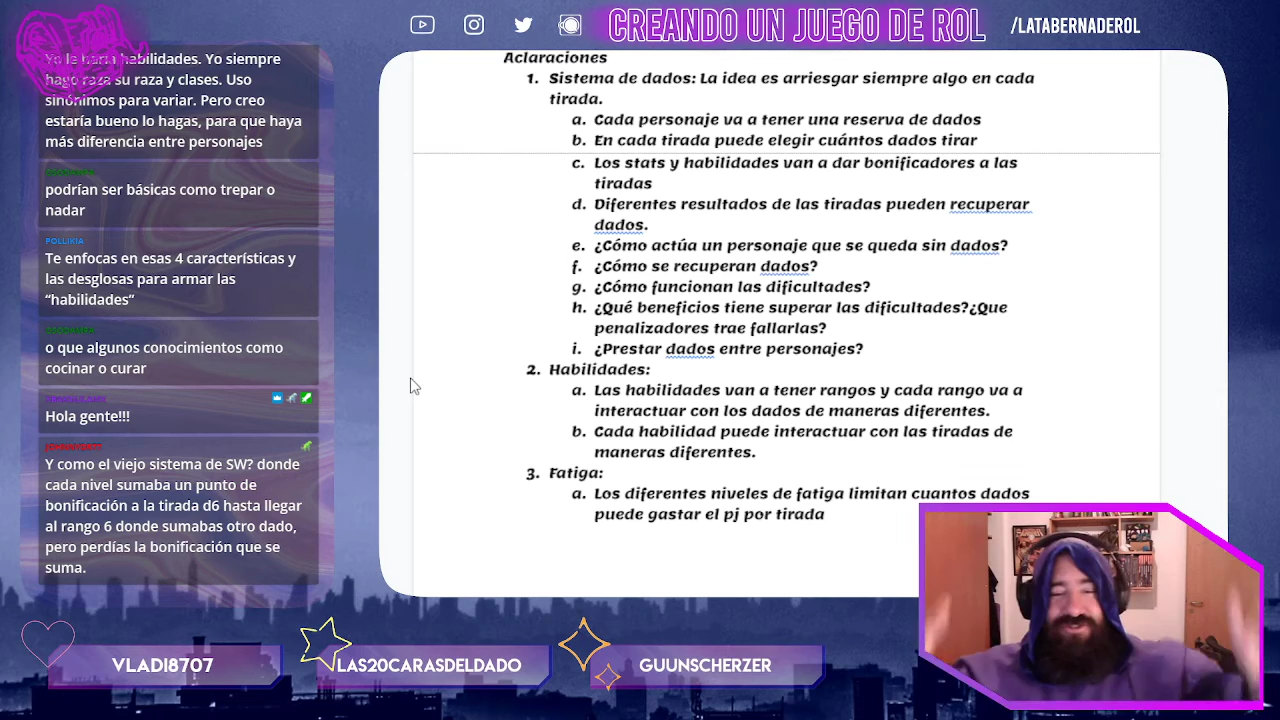 CREANDO UN JUEGO DE ROL
/LATABERNADEROL
Yo le haría habilidades. Yo siempre
hago raza su raza y clases. Uso
sinónimos para variar. Pero creo
estaría bueno lo hagas, para que haya
más diferencia entre personajes
podrían ser básicas como trepar o
nadar
POLLIKIA
Te enfocas en esas 4 características y
las desglosas para armar las
“habilidades”
o que algunos conocimientos como
cocinar o curar
Hola gente!!!
Y como el viejo sistema de SW? donde
cada nivel sumaba un punto de
bonificación a la tirada d6 hasta llegar
al rango 6 donde sumabas otro dado,
pero perdías la bonificación que se
suma.
Aclaraciones
1. Sistema de dados: La idea es arriesgar siempre algo en cada
tirada.
a. Cada personaje va a tener una reserva de dados
b. En cada tirada puede elegir cuántos dados tirar
c. Los stats y habilidades van a dar bonificadores a las
tiradas
d. Diferentes resultados de las tiradas pueden recuperar
dados.
e. ¿Cómo actúa un personaje que se queda sin dados?
f. ¿Cómo se recuperan dados?
g. ¿Cómo funcionan las dificultades?
h. ¿Qué beneficios tiene superar las dificultades?¿Que
penalizadores trae fallarlas?
i. ¿Prestar dados entre personajes?
2. Habilidades:
a. Las habilidades van a tener rangos y cada rango va a
interactuar con los dados de maneras diferentes.
b. Cada habilidad puede interactuar con las tiradas de
maneras diferentes.
3. Fatiga:
a. Los diferentes niveles de fatiga limitan cuantos dados
puede gastar el pj por tirada
VLADI8707
LAS20CARASDELDADO
GUUNSCHERZER